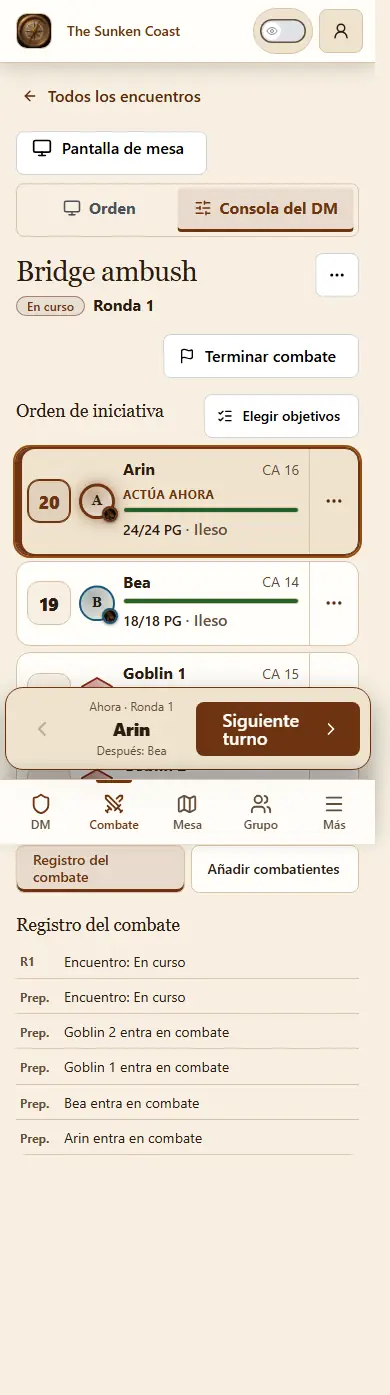 The Sunken Coast
Todos los encuentros
Pantalla de mesa
Orden
Consola del DM
Bridge ambush
En curso
Ronda 1
Terminar combate
Orden de iniciativa
Elegir objetivos
20
A
Arin
CA 16
ACTÚA AHORA
24/24 PG · Ileso
19
B
Bea
CA 14
18/18 PG · Ileso
Goblin 1
CA 15
Ahora · Ronda 1
Arin
Después: Bea
Siguiente
turno
DM
Combate
Mesa
Grupo
Más
Registro del
combate
Añadir combatientes
Registro del combate
R1 Encuentro: En curso
Prep. Encuentro: En curso
Prep. Goblin 2 entra en combate
Prep. Goblin 1 entra en combate
Prep. Bea entra en combate
Prep. Arin entra en combate